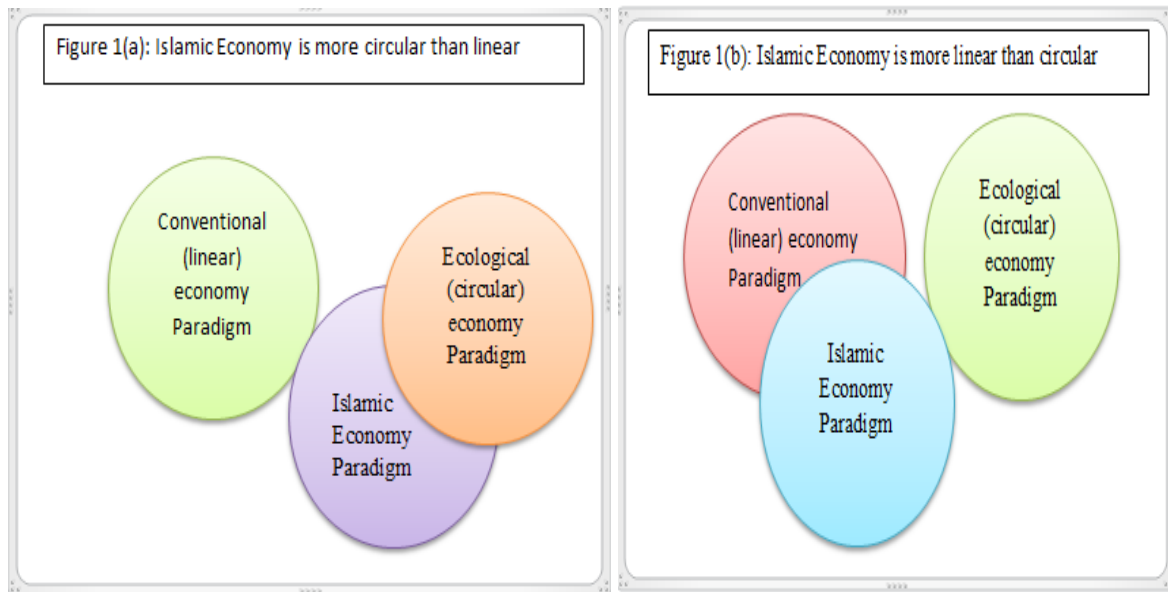 Figure 1(a): Islamic Economy is more circular than linear
Conventional
(linear)
economy
Paradigm
Ecological
(circular)
economy
Paradigm
Islamic
Economy
Paradigm
Figure 1(b): Islamic Economy is more linear than circular
Conventional
(linear) economy
Paradigm
Ecological
(circular)
economy
Paradigm
Islamic
Economy
Paradigm